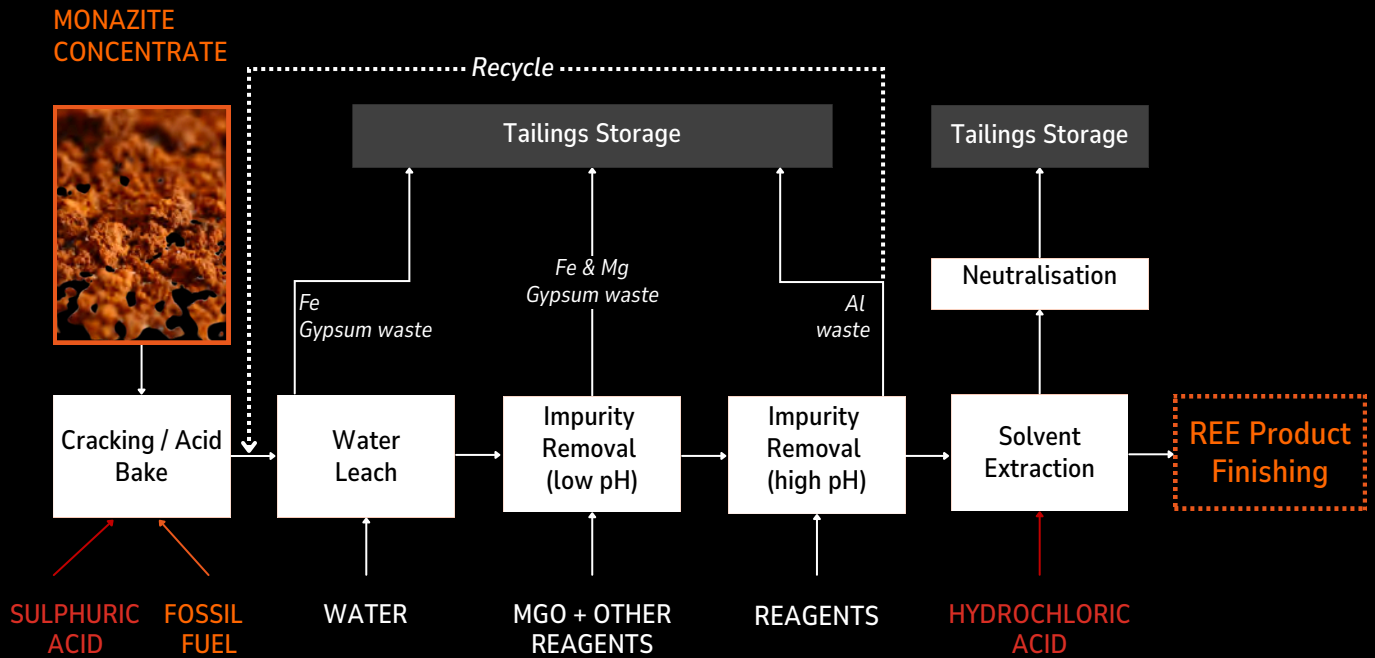 MONAZITE
CONCENTRATE
Recycle
Tailings Storage
Tailings Storage
Fe
Gypsum waste
Fe & Mg
Gypsum waste
Al
waste
Neutralisation
Cracking / Acid
Bake
Water
Leach
Impurity
Removal
(low pH)
Impurity
Removal
(high pH)
Solvent
Extraction
REE Product
Finishing
SULPHURIC
ACID
FOSSIL
FUEL
WATER
MGO + OTHER
REAGENTS
REAGENTS
HYDROCHLORIC
ACID